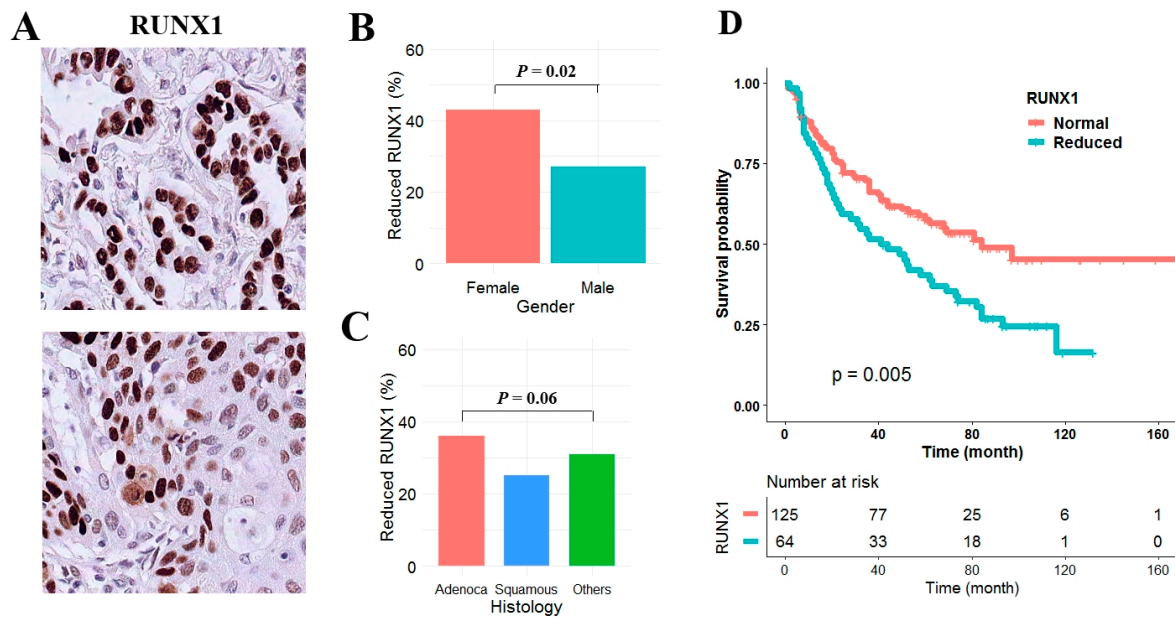 A
RUNX1
B
Reduced RUNX1 (%)
60
40
20
0
P = 0.02
Female Male
Gender
C
Reduced RUNX1 (%)
60
40
20
0
P = 0.06
Adenoca Squamous Others
Histology
D
Survival probability
1.00
0.75
0.50
0.25
0.00
RUNX1
Normal
Reduced
p = 0.005
0 40 80 120 160
Time (month)
Number at risk
RUNX1
125 77 25 6 1
64 33 18 1 0
0 40 80 120 160
Time (month)